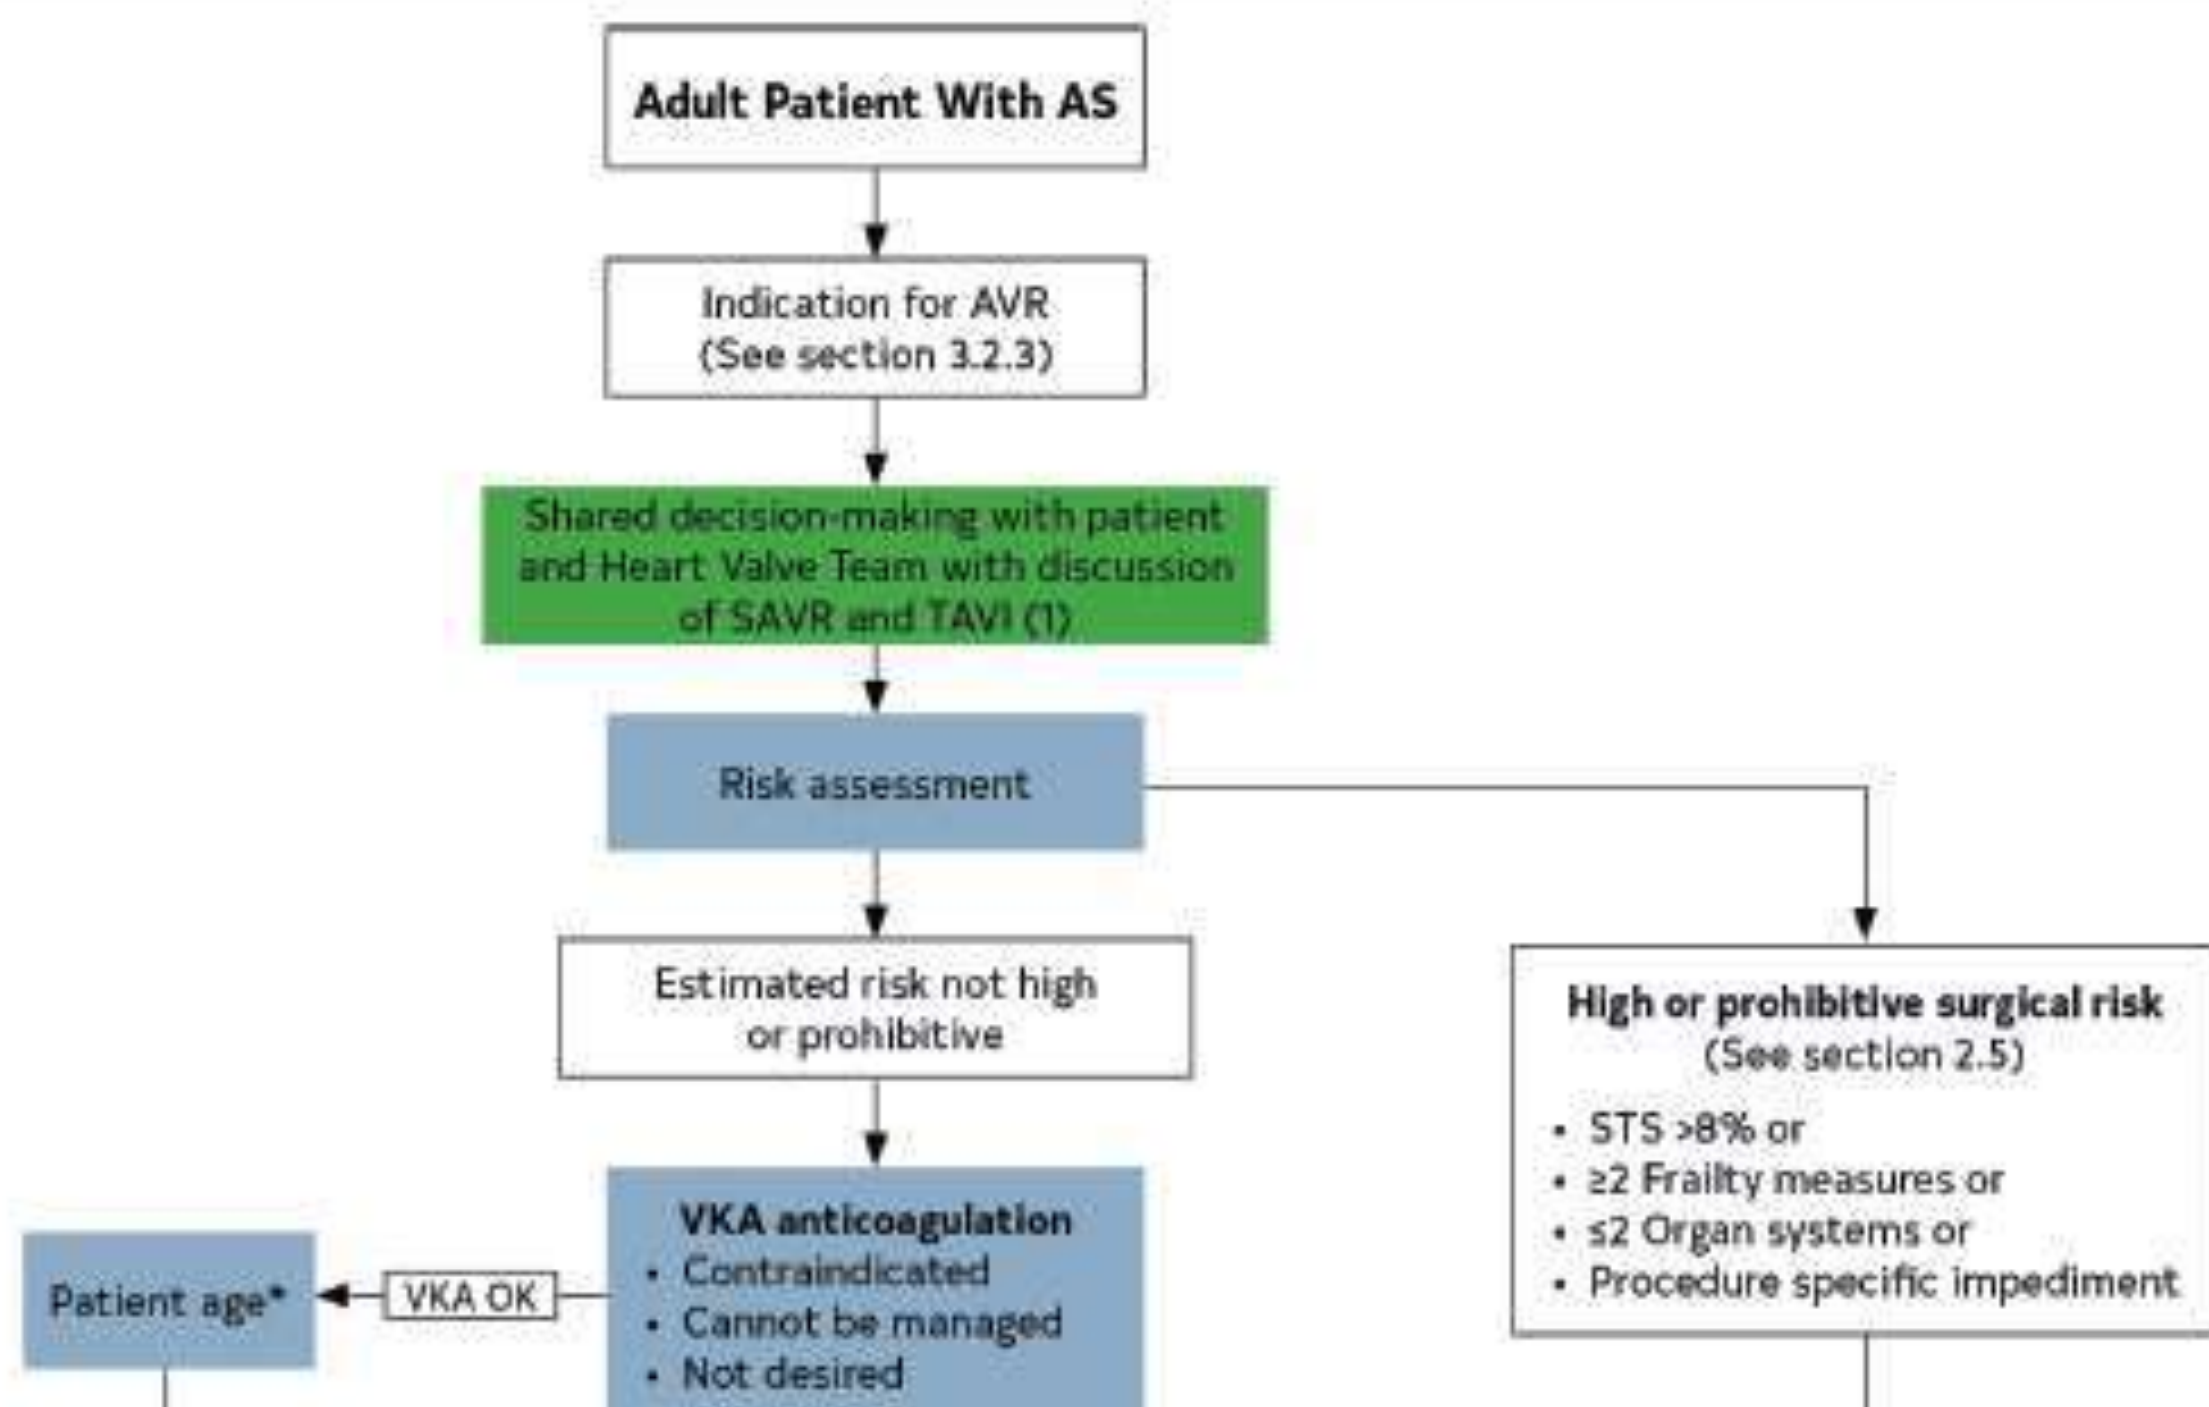 Adult Patient With AS
Indication for AVR
(See section 3.2.3)
Shared decision-making with patient
and Heart Valve Team with discussion
of SAVR and TAVI (1)
Risk assessment
Estimated risk not high
or prohibitive
High or prohibitive surgical risk
(See section 2.5)
• STS >8% or
• ≥2 Frailty measures or
• ≤2 Organ systems or
• Procedure specific impediment
VKA anticoagulation
• Contraindicated
• Cannot be managed
• Not desired
VKA OK
Patient age*